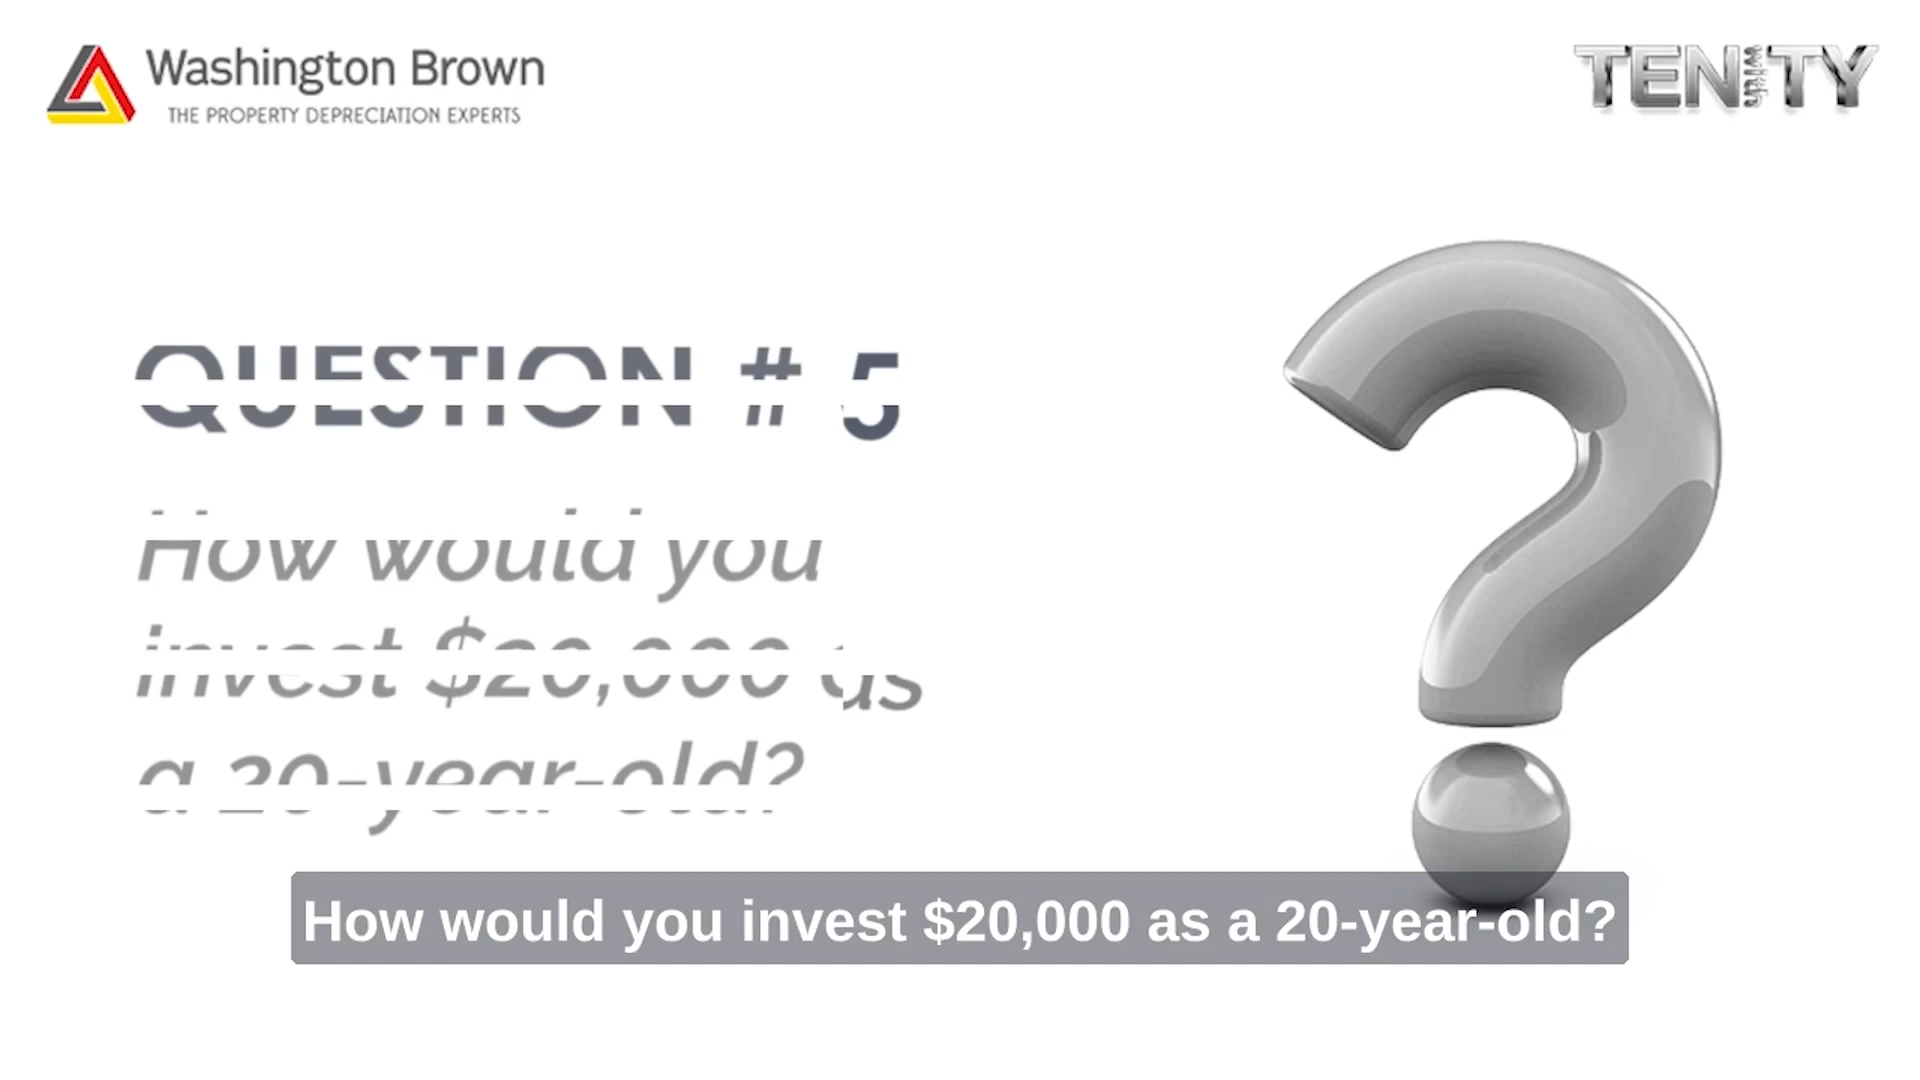 Washington Brown
THE PROPERTY DEPRECIATION EXPERTS
TEN with TY
QUESTION # 5
How would you
invest $20,000 as
a 20-year-old?
How would you invest $20,000 as a 20-year-old?